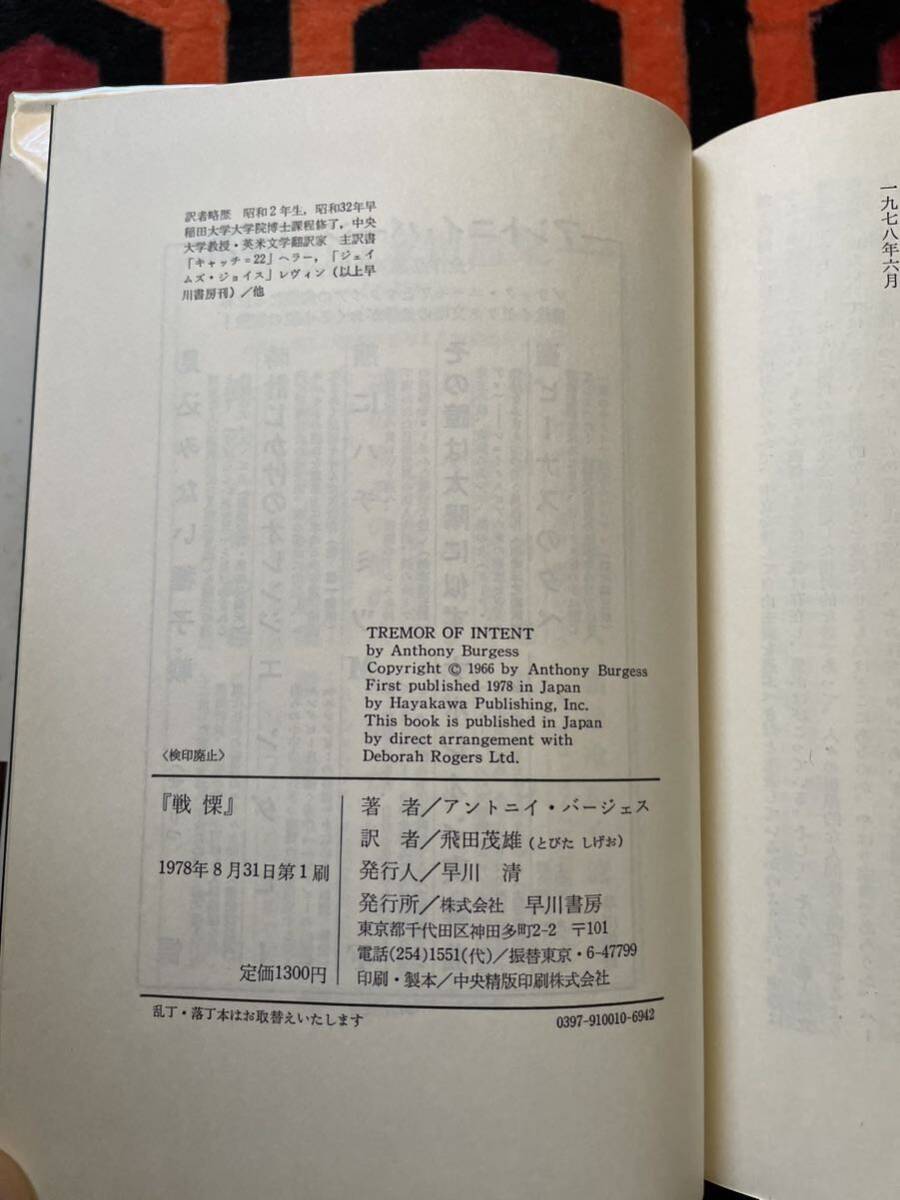 訳者略歴 昭和2年生，昭和32年早
稲田大学大学院博士課程修了，中央
大学教授・英米文学翻訳家 主訳書
「キャッチ=22」ヘラー，「ジェイ
ムズ・ジョイス」レヴィン（以上早
川書房刊）／他
TREMOR OF INTENT
by Anthony Burgess
Copyright © 1966 by Anthony Burgess
First published 1978 in Japan
by Hayakawa Publishing, Inc.
This book is published in Japan
by direct arrangement with
Deborah Rogers Ltd.
〈検印廃止〉
『戦慄』
1978年8月31日第1刷
定価1300円
著 者／アントニイ・バージェス
訳 者／飛田茂雄（とびた しげお）
発行人／早川 清
発行所／株式会社 早川書房
東京都千代田区神田多町2-2 〒101
電話(254)1551(代)／振替東京・6-47799
印刷・製本／中央精版印刷株式会社
乱丁・落丁本はお取替えいたします
0397-910010-6942
一九七八年六月